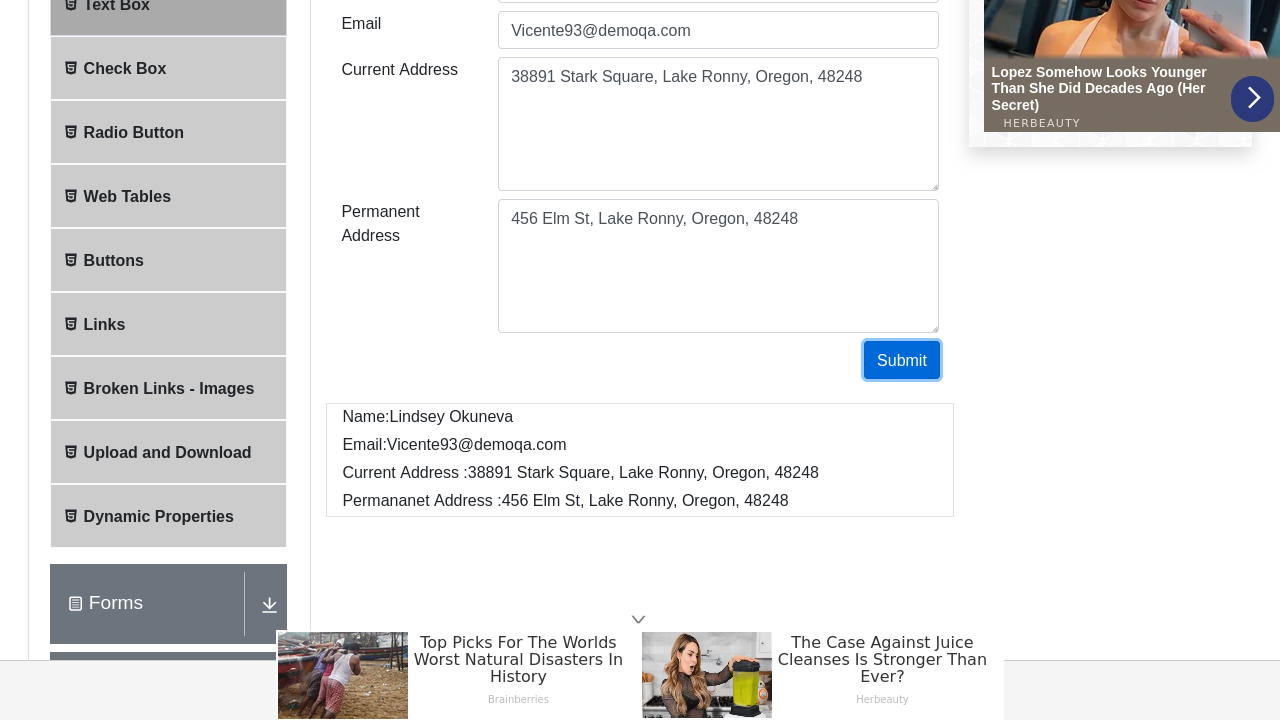 Text Box
Check Box
Radio Button
Web Tables
Buttons
Links
Broken Links - Images
Upload and Download
Dynamic Properties
Forms
Email
Vicente93@demoqa.com
Current Address
38891 Stark Square, Lake Ronny, Oregon, 48248
Permanent
Address
456 Elm St, Lake Ronny, Oregon, 48248
Submit
Name:Lindsey Okuneva
Email:Vicente93@demoqa.com
Current Address :38891 Stark Square, Lake Ronny, Oregon, 48248
Permananet Address :456 Elm St, Lake Ronny, Oregon, 48248
Lopez Somehow Looks Younger
Than She Did Decades Ago (Her
Secret)
HERBEAUTY
Top Picks For The Worlds
Worst Natural Disasters In
History
Brainberries
The Case Against Juice
Cleanses Is Stronger Than
Ever?
Herbeauty